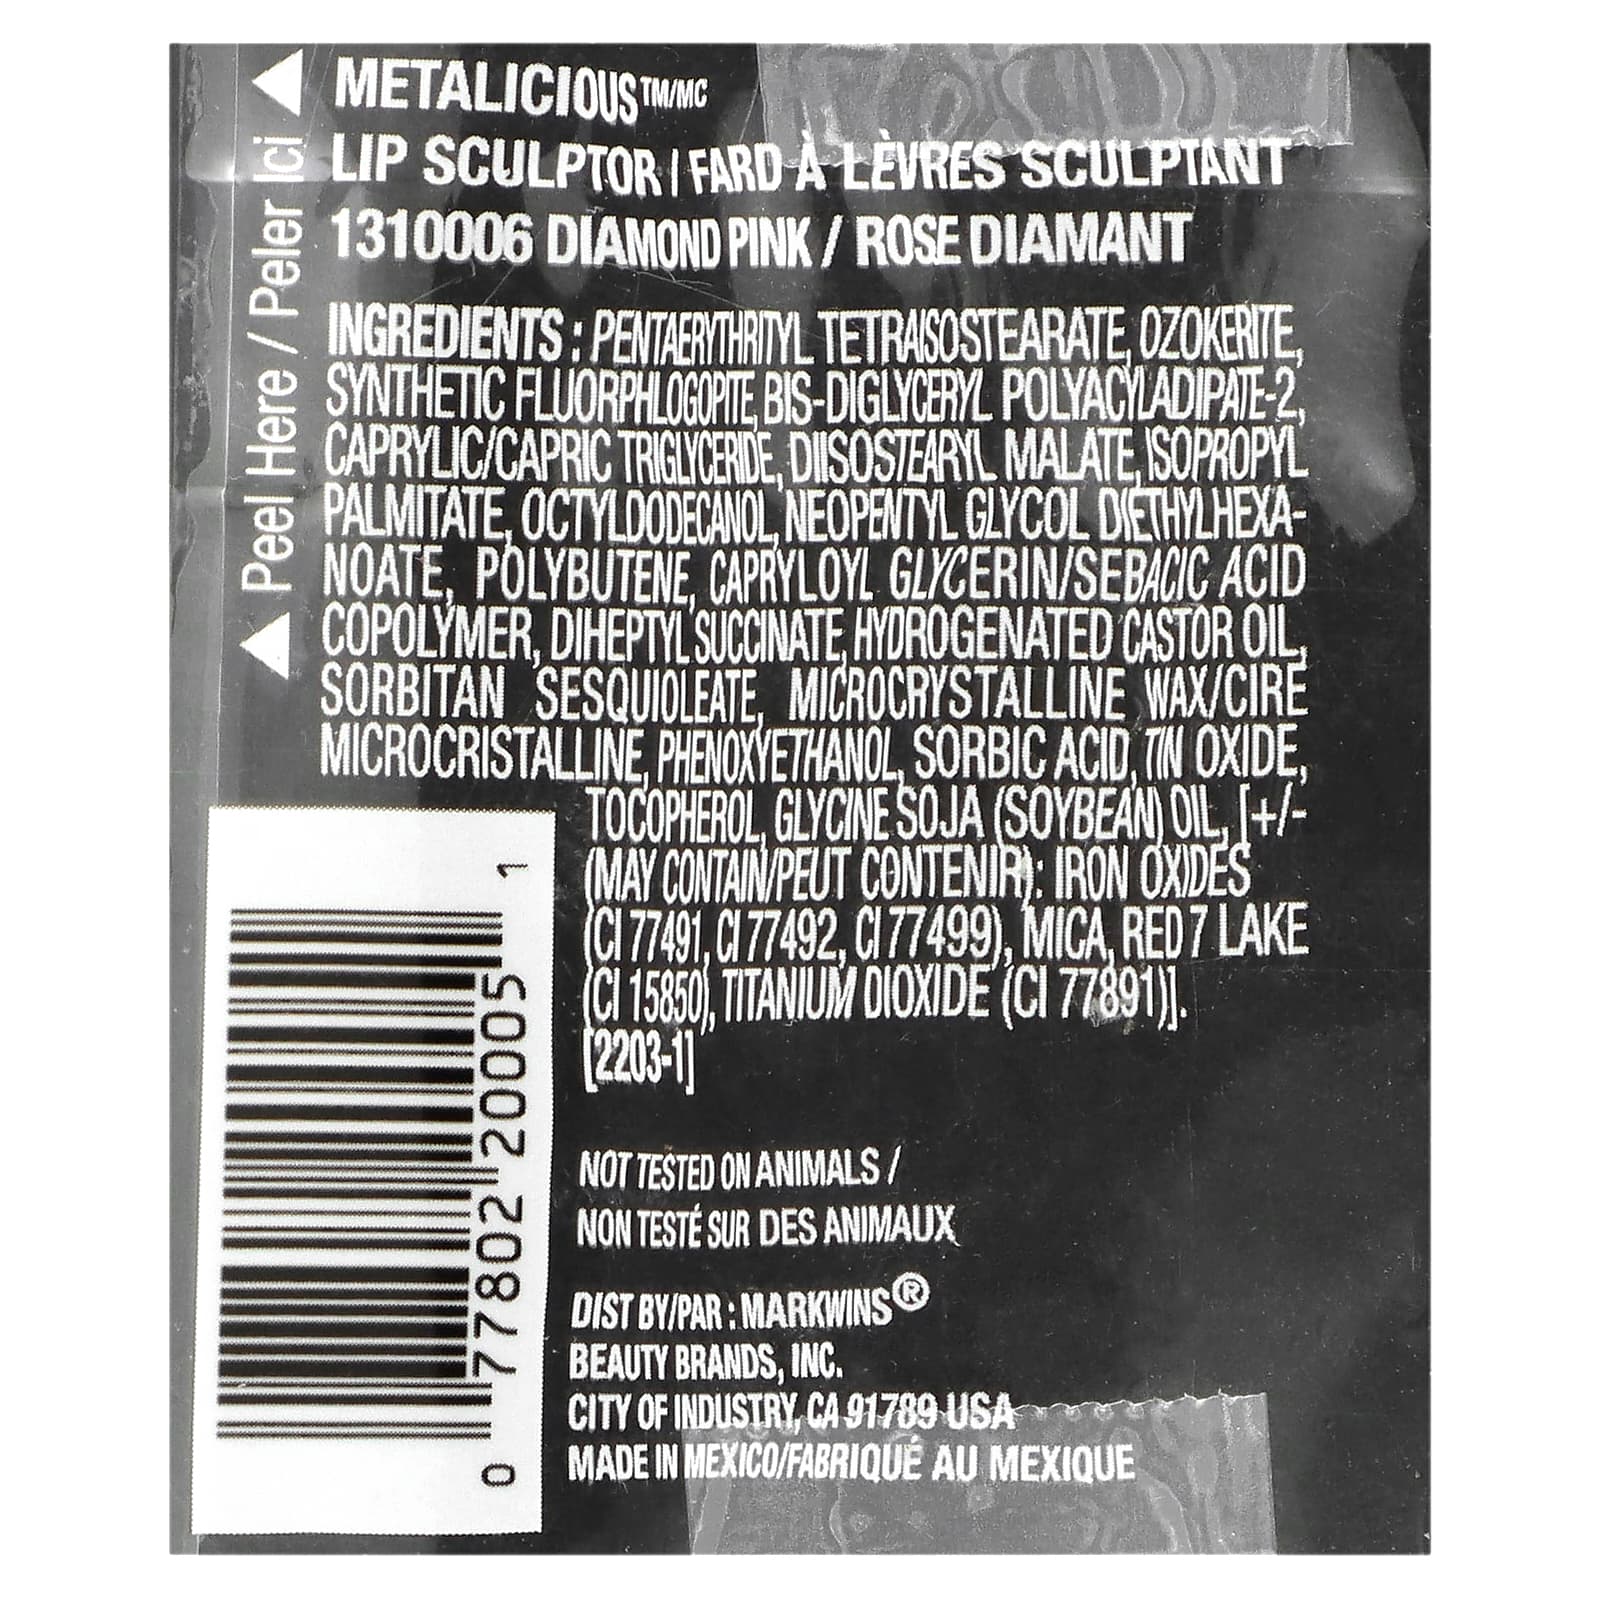 METALICIOUS™/MC
LIP SCULPTOR / FARD À LÈVRES SCULPTANT
1310006 DIAMOND PINK / ROSE DIAMANT
Peel Here / Peler Ici
INGREDIENTS : PENTAERYTHRITYL TETRAISOSTEARATE, OZOKERITE,
SYNTHETIC FLUORPHLOGOPITE, BIS-DIGLYCERYL POLYACYLADIPATE-2,
CAPRYLIC/CAPRIC TRIGLYCERIDE, DIISOSTEARYL MALATE, ISOPROPYL
PALMITATE, OCTYLDODECANOL, NEOPENTYL GLYCOL DIETHYLHEXA-
NOATE, POLYBUTENE, CAPRYLOYL GLYCERIN/SEBACIC ACID
COPOLYMER, DIHEPTYL SUCCINATE, HYDROGENATED CASTOR OIL,
SORBITAN SESQUIOLEATE, MICROCRYSTALLINE WAX/CIRE
MICROCRISTALLINE, PHENOXYETHANOL, SORBIC ACID, TIN OXIDE,
TOCOPHEROL, GLYCINE SOJA (SOYBEAN) OIL, [+/-
(MAY CONTAIN/PEUT CONTENIR): IRON OXIDES
(CI 77491, CI 77492, CI 77499), MICA, RED 7 LAKE
(CI 15850), TITANIUM DIOXIDE (CI 77891)].
[2203-1]
0 77802 20005 1
NOT TESTED ON ANIMALS /
NON TESTÉ SUR DES ANIMAUX
DIST BY/PAR : MARKWINS®
BEAUTY BRANDS, INC.
CITY OF INDUSTRY, CA 91789 USA
MADE IN MEXICO/FABRIQUÉ AU MEXIQUE